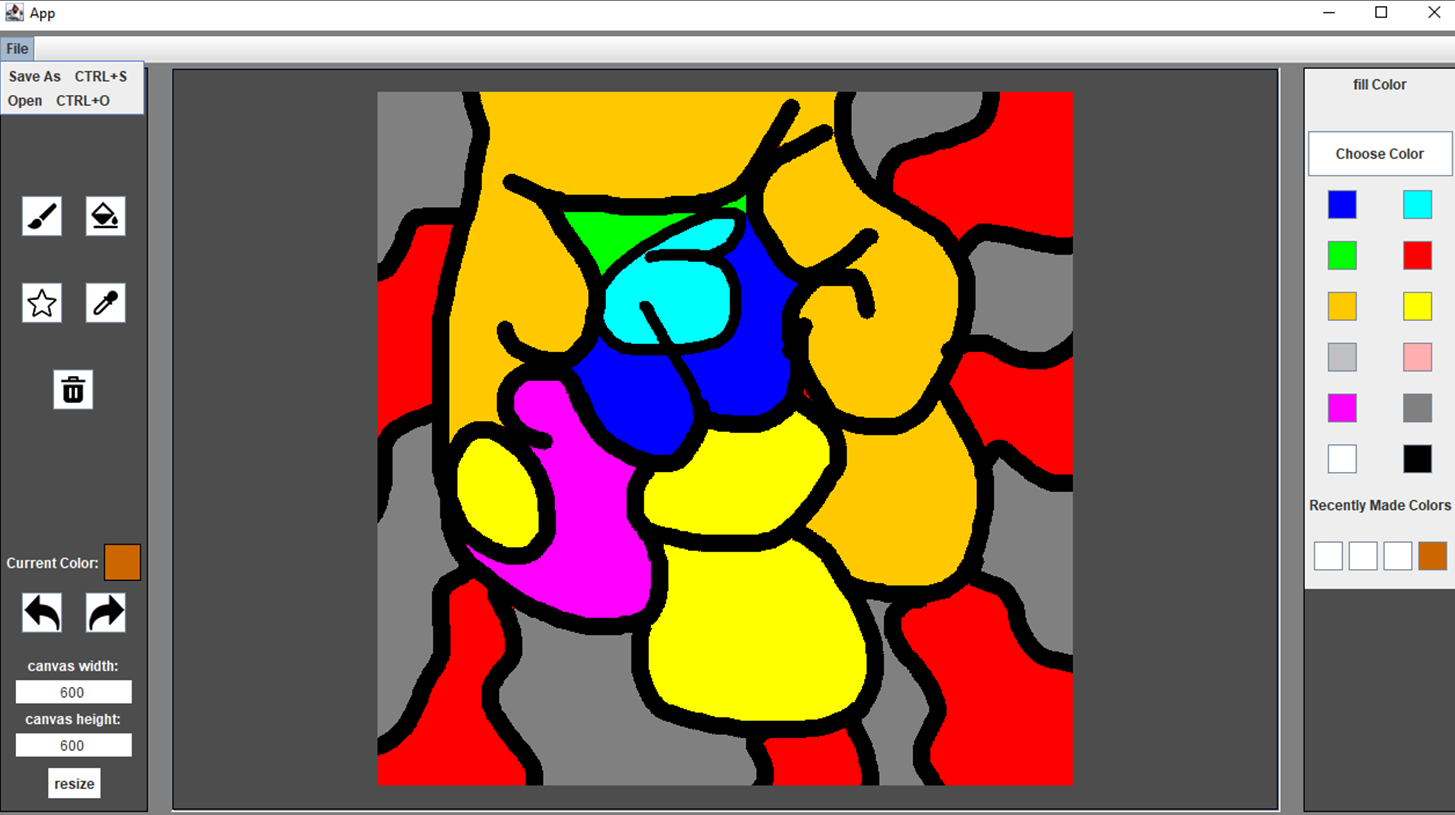 App
File
Save As CTRL+S
Open CTRL+O
fill Color
Choose Color
Recently Made Colors
Current Color:
canvas width:
600
canvas height:
600
resize